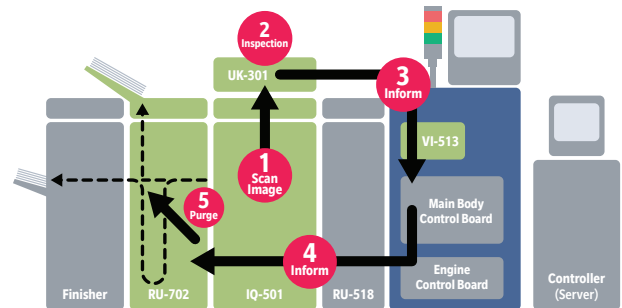 2
Inspection
UK-301
3
Inform
VI-513
1
Scan
Image
5
Purge
Main Body
Control Board
4
Inform
Engine
Control Board
Finisher
RU-702
IQ-501
RU-518
Controller
(Server)